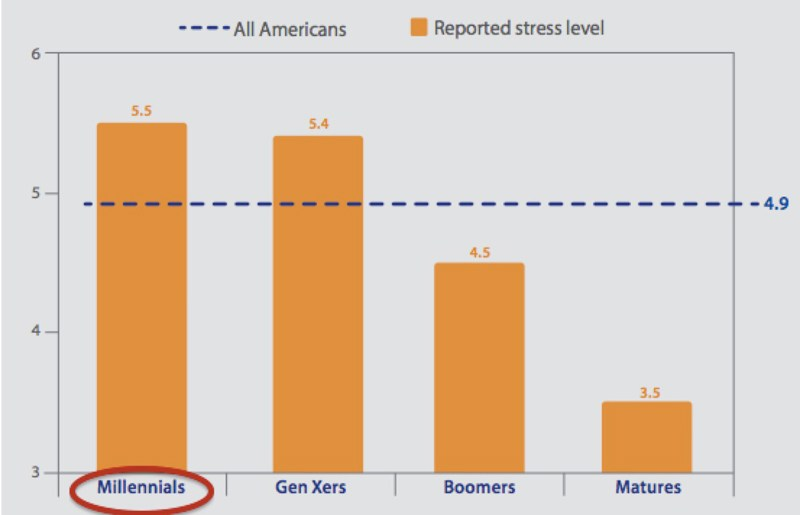 All Americans
Reported stress level
6
5.5
5.4
5
4.9
4.5
4
3.5
3
Millennials
Gen Xers
Boomers
Matures